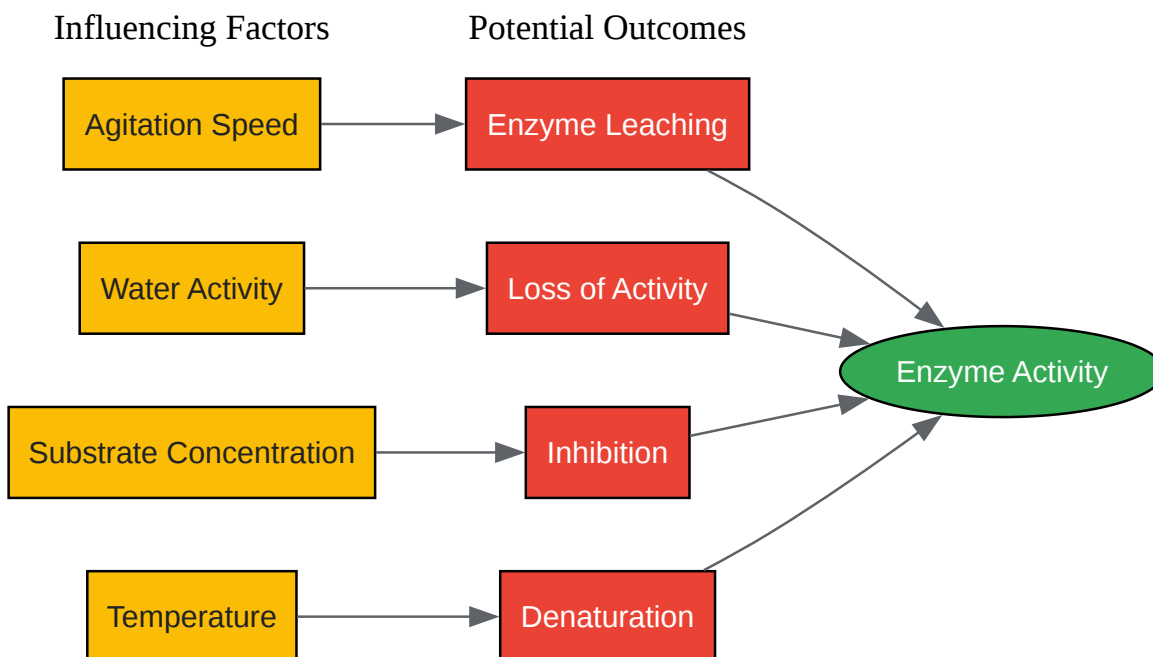 Influencing Factors
Potential Outcomes
Agitation Speed
Enzyme Leaching
Water Activity
Loss of Activity
Enzyme Activity
Substrate Concentration
Inhibition
Temperature
Denaturation